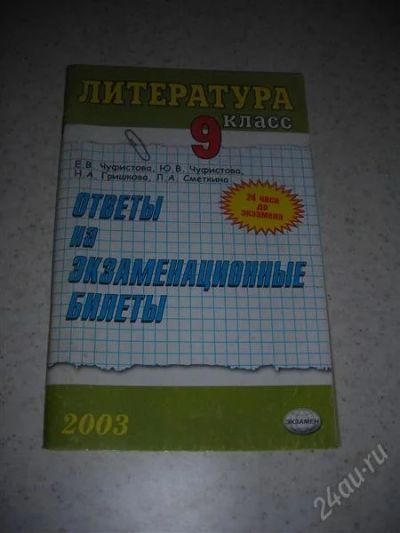 ЛИТЕРАТУРА
9 класс
Е.В. Чуфистова, Ю.В. Чуфистова,
Н.А. Гришкова, Л.А. Сметкина
24 часа
до
экзамена
ОТВЕТЫ
на
ЭКЗАМЕНАЦИОННЫЕ
БИЛЕТЫ
2003
ЭКЗАМЕН
24au.ru